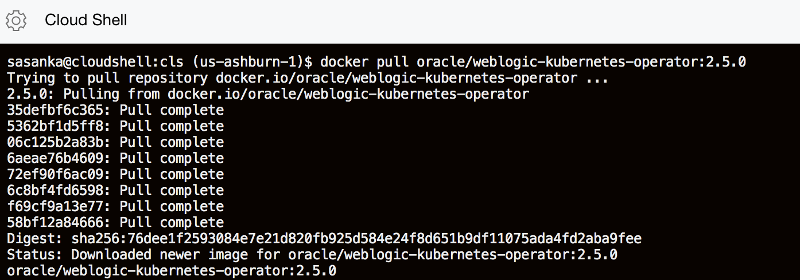 Cloud Shell
sasanka@cloudshell:cls (us-ashburn-1)$ docker pull oracle/weblogic-kubernetes-operator:2.5.0
Trying to pull repository docker.io/oracle/weblogic-kubernetes-operator ...
2.5.0: Pulling from docker.io/oracle/weblogic-kubernetes-operator
35defbf6c365: Pull complete
5362bf1d5ff8: Pull complete
06c125b2a83b: Pull complete
6aeae76b4609: Pull complete
72ef90f6ac09: Pull complete
6c8bf4fd6598: Pull complete
f69cf9a13e77: Pull complete
58bf12a84666: Pull complete
Digest: sha256:76dee1f2593084e7e21d820fb925d584e24f8d651b9df11075ada4fd2aba9fee
Status: Downloaded newer image for oracle/weblogic-kubernetes-operator:2.5.0
oracle/weblogic-kubernetes-operator:2.5.0